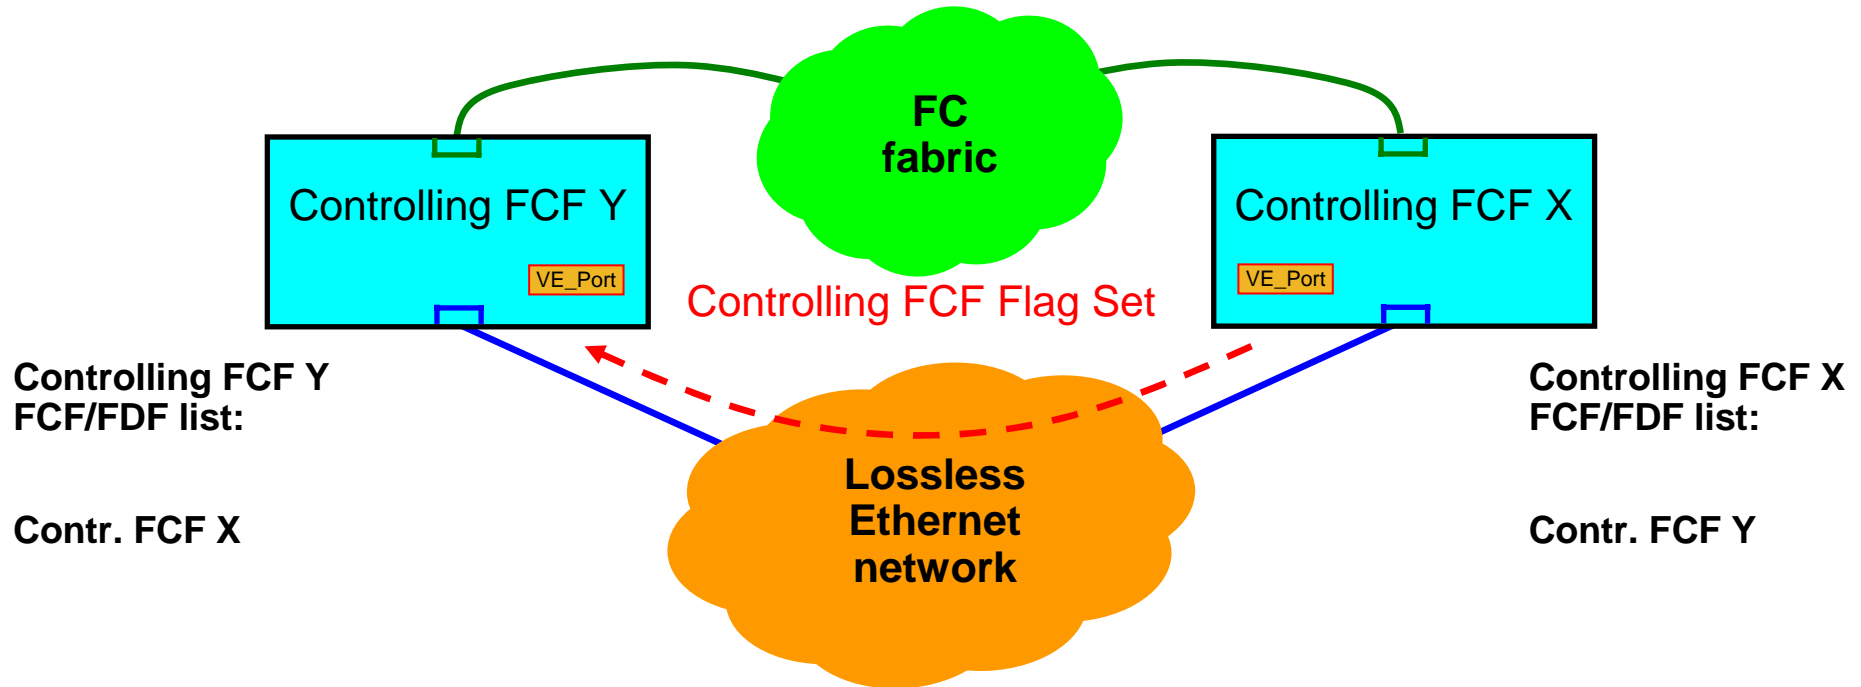 FC
fabric
Controlling FCF Y
Controlling FCF X
VE_Port
VE_Port
Controlling FCF Flag Set
Controlling FCF Y
FCF/FDF list:
Contr. FCF X
Controlling FCF X
FCF/FDF list:
Contr. FCF Y
Lossless
Ethernet
network